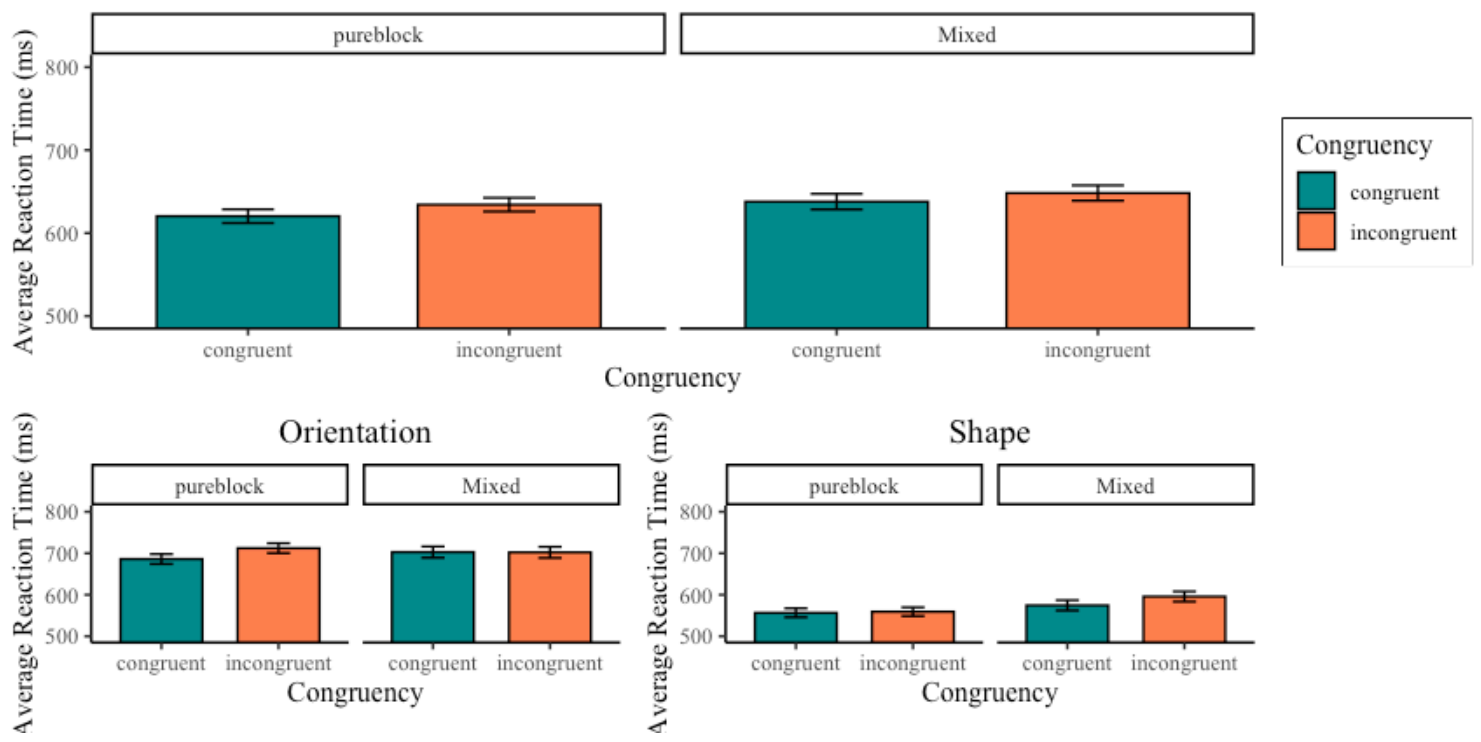 pureblock Mixed
Average Reaction Time (ms)
800
700
600
500
congruent incongruent congruent incongruent
Congruency
Congruency
congruent
incongruent
Orientation
pureblock Mixed
Average Reaction Time (ms)
800
700
600
500
congruent incongruent congruent incongruent
Congruency
Shape
pureblock Mixed
Average Reaction Time (ms)
800
700
600
500
congruent incongruent congruent incongruent
Congruency